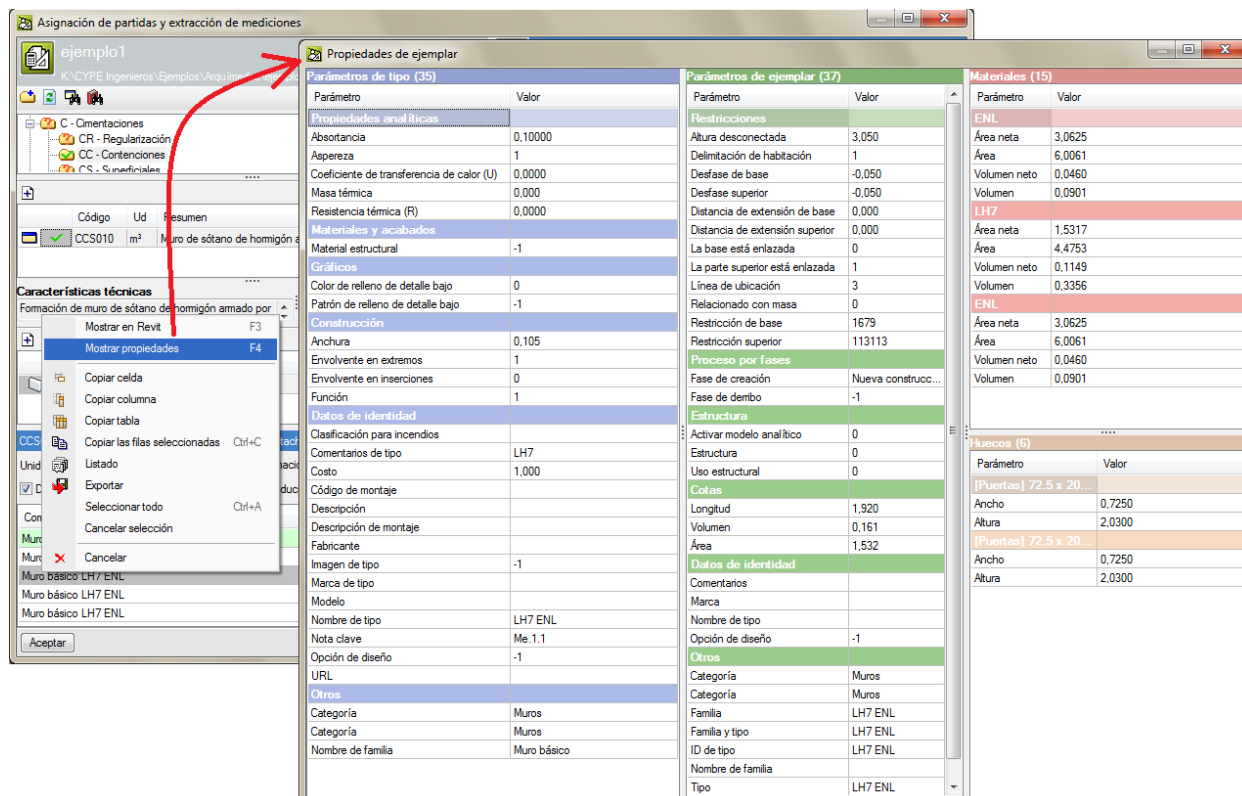 Asignación de partidas y extracción de mediciones
ejemplo1
K:\CYPE Ingenieros\Ejemplos\Arquímedes\ejemplo
C - Cimentaciones
CR - Regularización
CC - Contenciones
CS - Superficiales
Código Ud Resumen
CCS010 m³ Muro de sótano de hormigón a
Características técnicas
Formación de muro de sótano de hormigón armado por
Mostrar en Revit F3
Mostrar propiedades F4
Copiar celda
Copiar columna
Copiar tabla
Copiar las filas seleccionadas Ctrl+C
Listado
Exportar
Seleccionar todo Ctrl+A
Cancelar selección
Cancelar
CCS
Unid
Muro básico LH7 ENL
Muro básico LH7 ENL
Muro básico LH7 ENL
Aceptar
Propiedades de ejemplar
Parámetros de tipo (35)
Parámetro Valor
Propiedades analíticas
Absortancia 0,10000
Aspereza 1
Coeficiente de transferencia de calor (U) 0,0000
Masa térmica 0,000
Resistencia térmica (R) 0,0000
Materiales y acabados
Material estructural -1
Gráficos
Color de relleno de detalle bajo 0
Patrón de relleno de detalle bajo -1
Construcción
Anchura 0,105
Envolvente en extremos 1
Envolvente en inserciones 0
Función 1
Datos de identidad
Clasificación para incendios
Comentarios de tipo LH7
Costo 1,000
Código de montaje
Descripción
Descripción de montaje
Fabricante
Imagen de tipo -1
Marca de tipo
Modelo
Nombre de tipo LH7 ENL
Nota clave Me.1.1
Opción de diseño -1
URL
Otros
Categoría Muros
Categoría Muros
Nombre de familia Muro básico
Parámetros de ejemplar (37)
Parámetro Valor
Restricciones
Altura desconectada 3,050
Delimitación de habitación 1
Desfase de base -0,050
Desfase superior -0,050
Distancia de extensión de base 0,000
Distancia de extensión superior 0,000
La base está enlazada 0
La parte superior está enlazada 1
Línea de ubicación 3
Relacionado con masa 0
Restricción de base 1679
Restricción superior 113113
Proceso por fases
Fase de creación Nueva construcc...
Fase de derribo -1
Estructura
Activar modelo analítico 0
Estructura 0
Uso estructural 0
Cotas
Longitud 1,920
Volumen 0,161
Área 1,532
Datos de identidad
Comentarios
Marca
Nombre de tipo
Opción de diseño -1
Otros
Categoría Muros
Categoría Muros
Familia LH7 ENL
Familia y tipo LH7 ENL
ID de tipo LH7 ENL
Nombre de familia
Tipo LH7 ENL
Materiales (15)
Parámetro Valor
ENL
Área neta 3,0625
Área 6,0061
Volumen neto 0,0460
Volumen 0,0901
LH7
Área neta 1,5317
Área 4,4753
Volumen neto 0,1149
Volumen 0,3356
ENL
Área neta 3,0625
Área 6,0061
Volumen neto 0,0460
Volumen 0,0901
Huecos (6)
Parámetro Valor
[Puertas] 72.5 x 20...
Ancho 0,7250
Altura 2,0300
[Puertas] 72.5 x 20...
Ancho 0,7250
Altura 2,0300